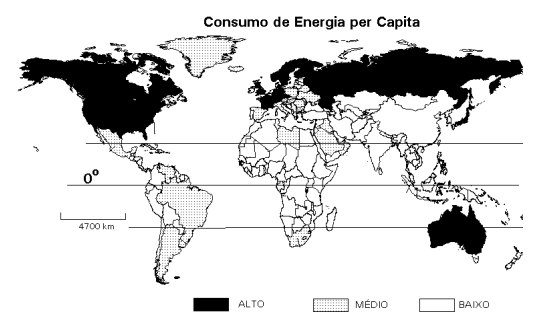 Consumo de Energia per Capita
0º
4700 km
ALTO
MÉDIO
BAIXO